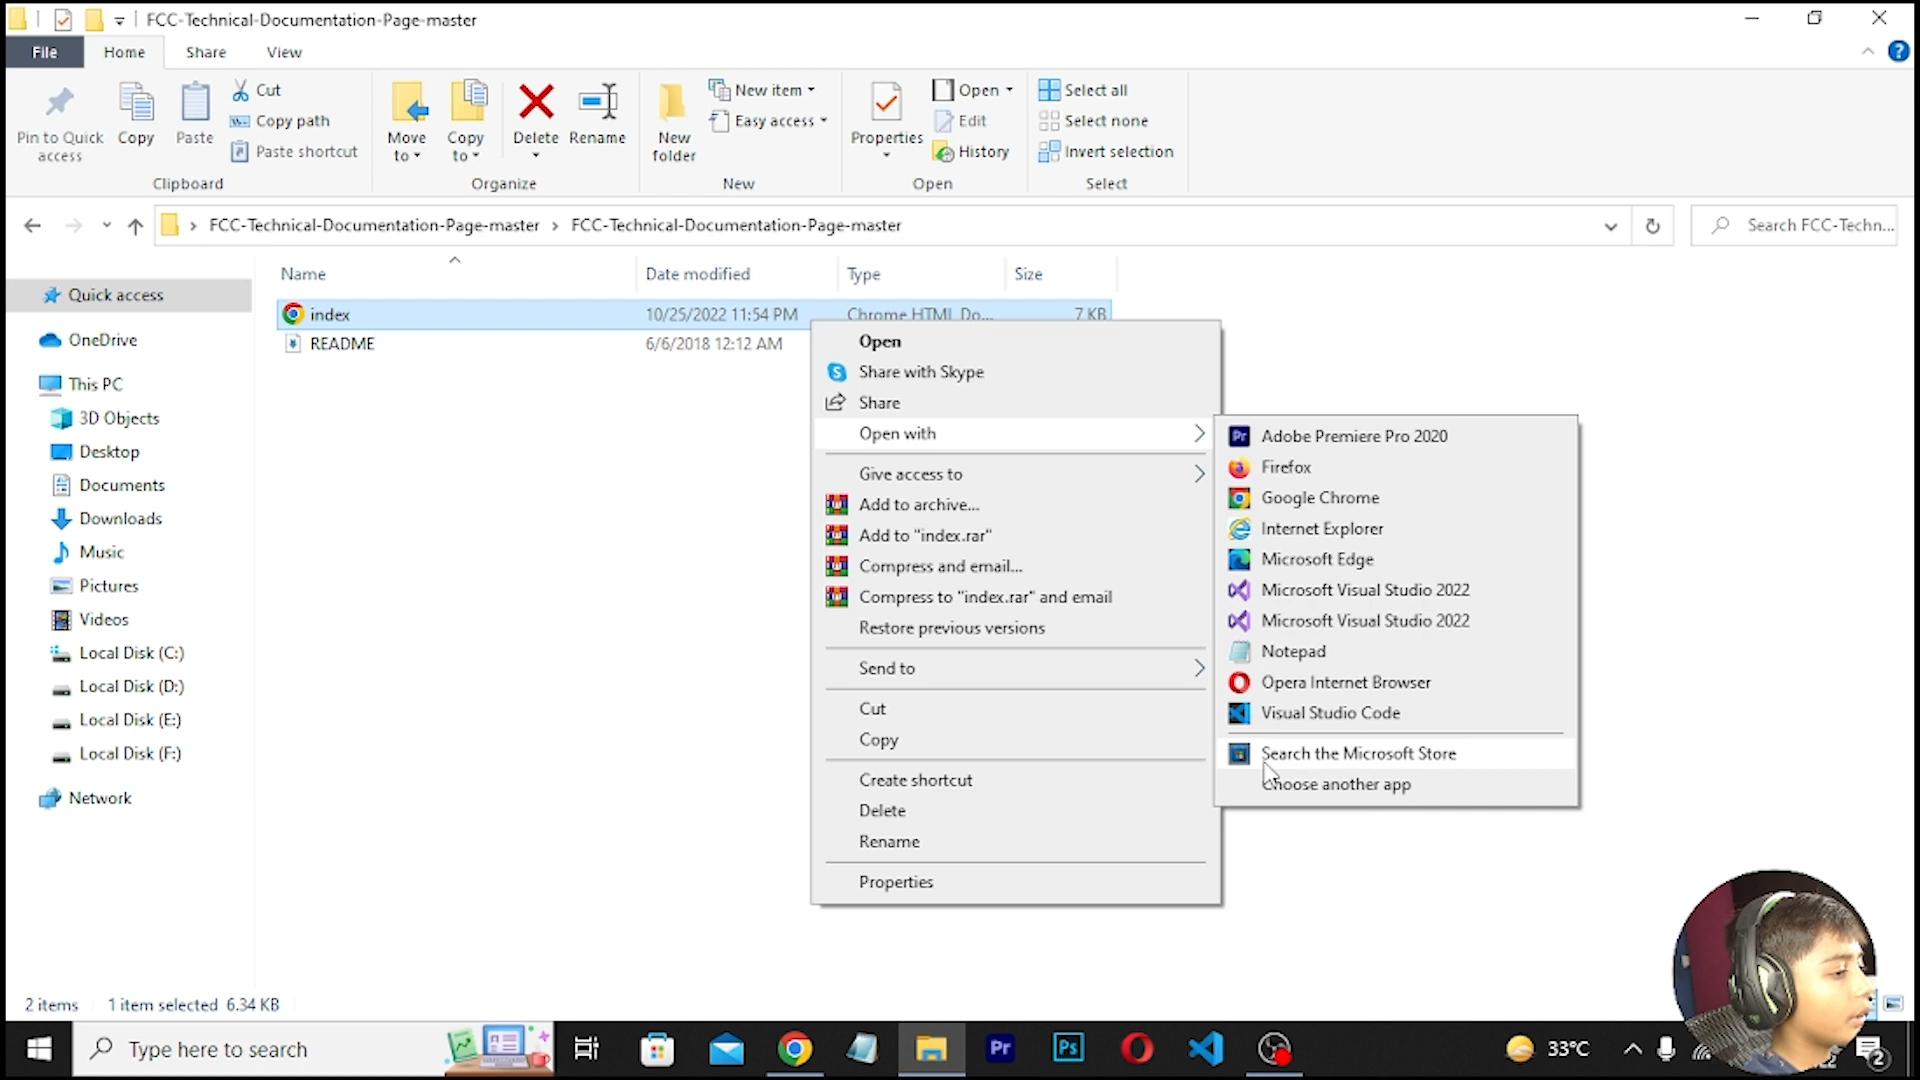 FCC-Technical-Documentation-Page-master
File Home Share View
Pin to Quick access
Copy
Paste
Cut
Copy path
Paste shortcut
Clipboard
Move to
Copy to
Delete
Rename
Organize
New folder
New item
Easy access
New
Properties
Open
Edit
History
Open
Select all
Select none
Invert selection
Select
FCC-Technical-Documentation-Page-master > FCC-Technical-Documentation-Page-master
Search FCC-Techn...
Name Date modified Type Size
index 10/25/2022 11:54 PM Chrome HTML Do... 7 KB
README 6/6/2018 12:12 AM
Quick access
OneDrive
This PC
3D Objects
Desktop
Documents
Downloads
Music
Pictures
Videos
Local Disk (C:)
Local Disk (D:)
Local Disk (E:)
Local Disk (F:)
Network
Open
Share with Skype
Share
Open with
Give access to
Add to archive...
Add to "index.rar"
Compress and email...
Compress to "index.rar" and email
Restore previous versions
Send to
Cut
Copy
Create shortcut
Delete
Rename
Properties
Adobe Premiere Pro 2020
Firefox
Google Chrome
Internet Explorer
Microsoft Edge
Microsoft Visual Studio 2022
Microsoft Visual Studio 2022
Notepad
Opera Internet Browser
Visual Studio Code
Search the Microsoft Store
Choose another app
2 items 1 item selected 6.34 KB
Type here to search
Pr
Ps
33°C
2